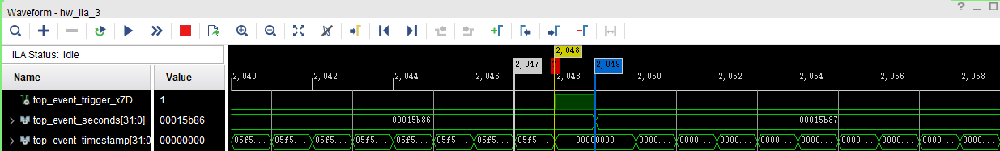 Waveform - hw_ila_3
ILA Status: Idle
Name Value
2,048
2,047 2,049
2,040 2,042 2,044 2,046 2,048 2,050 2,052 2,054 2,056 2,058
top_event_trigger_x7D 1
top_event_seconds[31:0] 00015b86 00015b86 00015b87
top_event_timestamp[31:0 00000000 05f5... 05f5... 05f5... 05f5... 05f5... 05f5... 05f5... 05f5... 00000000 0000... 0000... 0000... 0000... 0000... 0000... 0000... 0000... 0000... 0000...